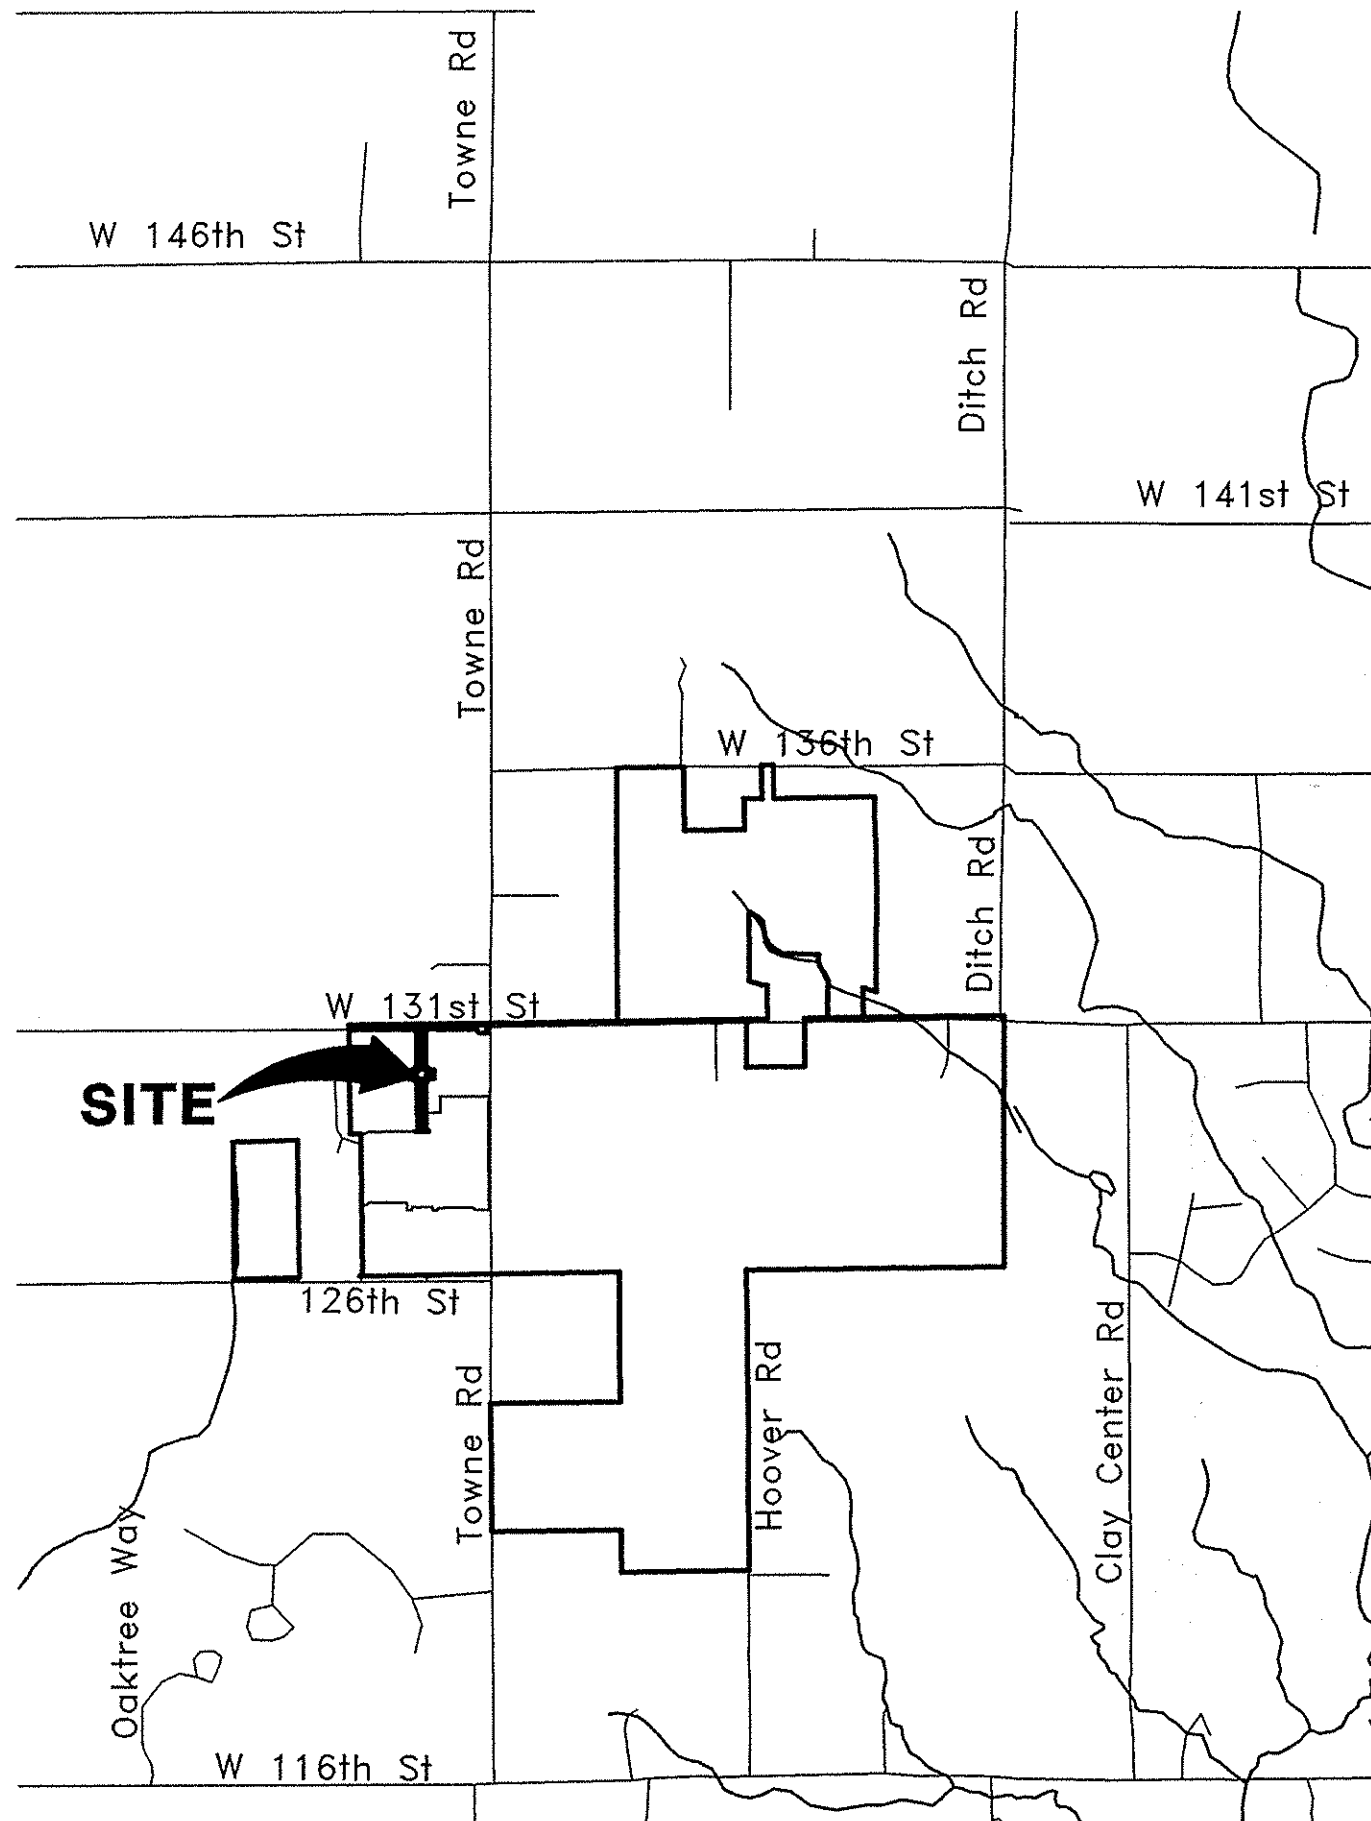 Towne Rd
W 146th St
Ditch Rd
W 141st St
Towne Rd
W 136th St
Ditch Rd
W 131st St
SITE
126th St
Towne Rd
Hoover Rd
Clay Center Rd
Oaktree Way
W 116th St